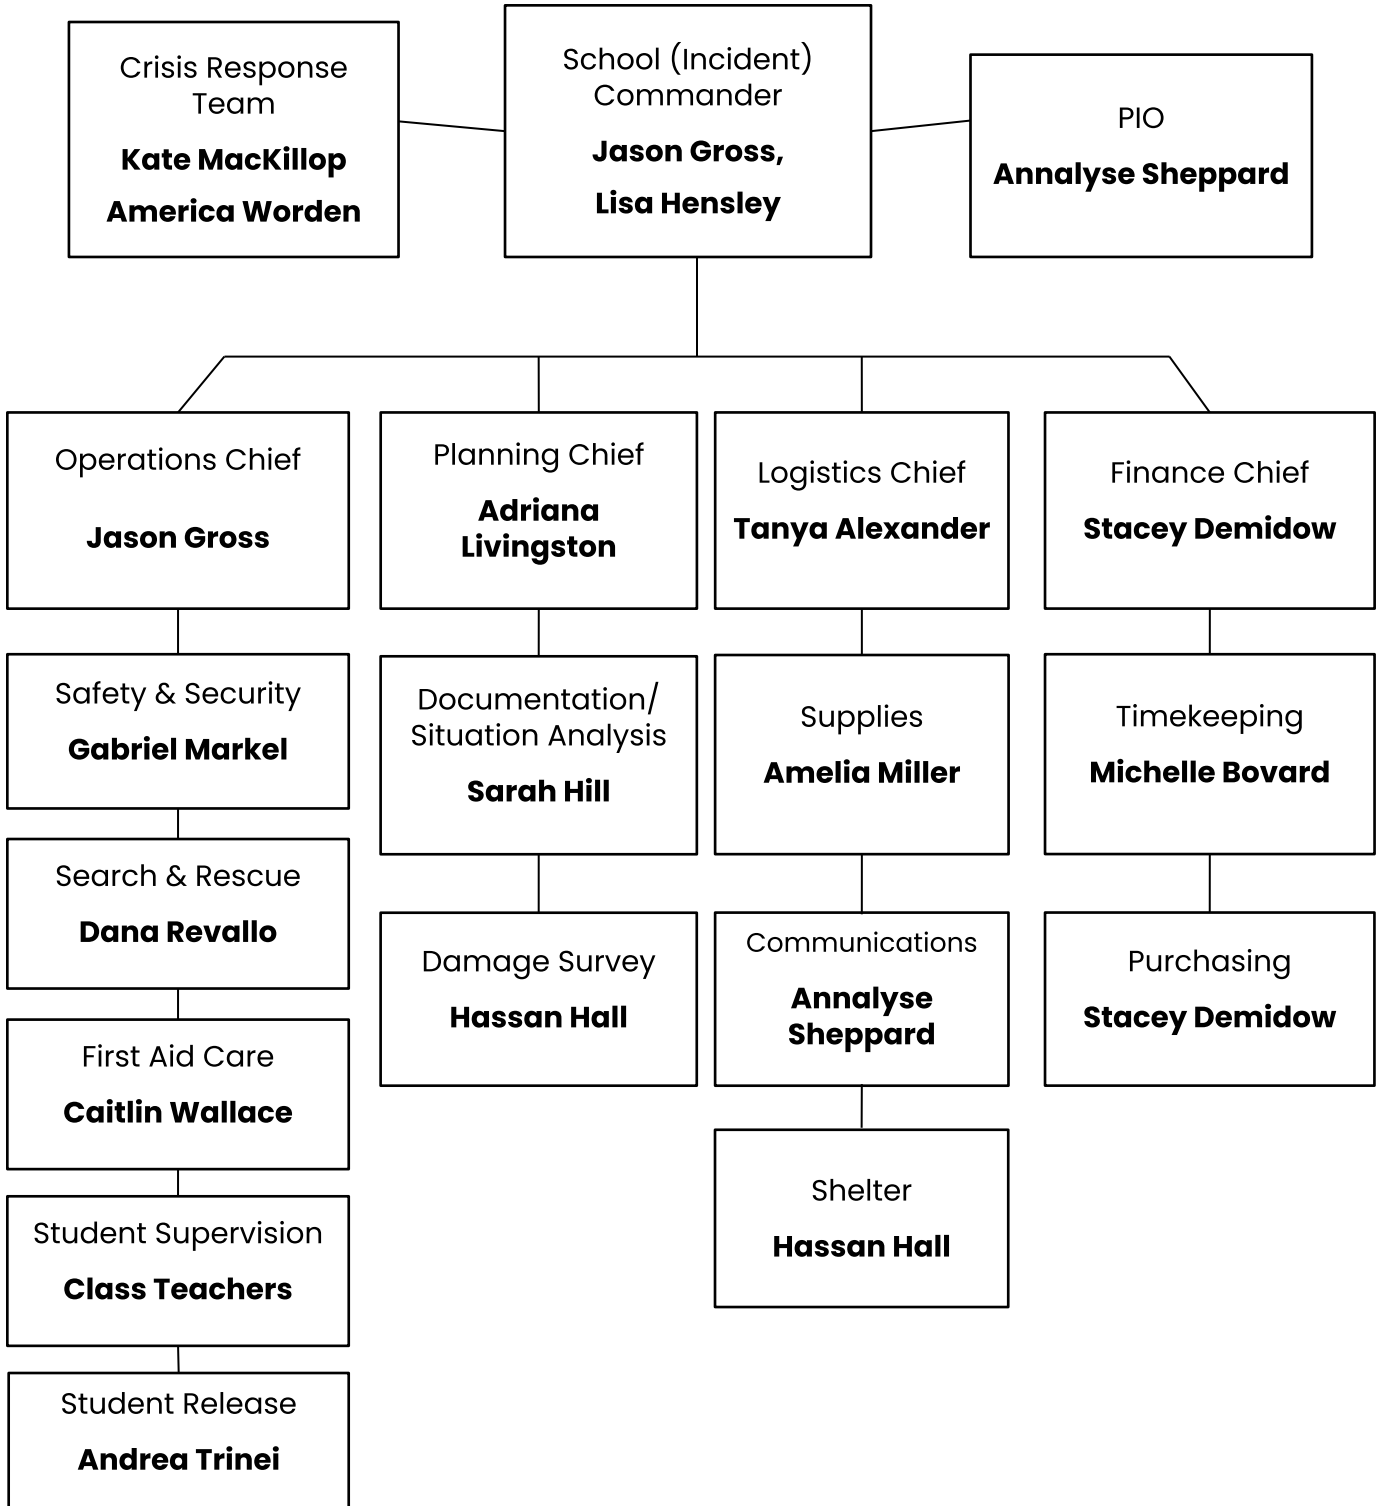 Crisis Response
Team
Kate MacKillop
America Worden
School (Incident)
Commander
Jason Gross,
Lisa Hensley
PIO
Annalyse Sheppard
Operations Chief
Jason Gross
Planning Chief
Adriana
Livingston
Logistics Chief
Tanya Alexander
Finance Chief
Stacey Demidow
Safety & Security
Gabriel Markel
Documentation/
Situation Analysis
Sarah Hill
Supplies
Amelia Miller
Timekeeping
Michelle Bovard
Search & Rescue
Dana Revallo
Damage Survey
Hassan Hall
Communications
Annalyse
Sheppard
Purchasing
Stacey Demidow
First Aid Care
Caitlin Wallace
Shelter
Hassan Hall
Student Supervision
Class Teachers
Student Release
Andrea Trinei